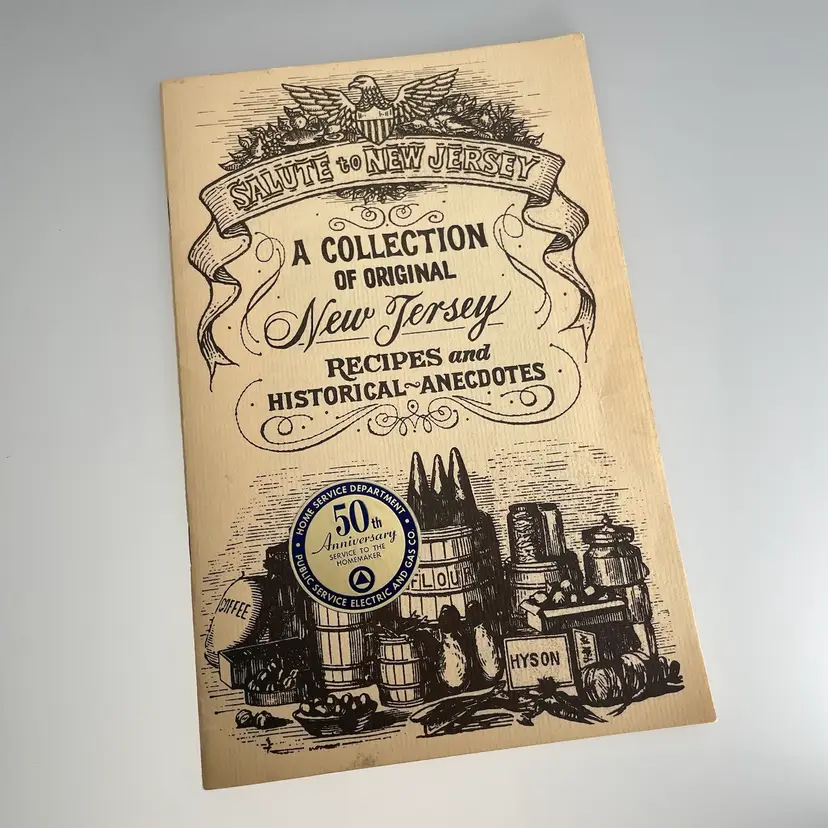 SALUTE to NEW JERSEY
A COLLECTION
OF ORIGINAL
New Jersey
RECIPES and
HISTORICAL~ANECDOTES
HOME SERVICE DEPARTMENT
50th
Anniversary
SERVICE TO THE
HOMEMAKER
PUBLIC SERVICE ELECTRIC AND GAS CO.
FLOUR
COFFEE
HYSON